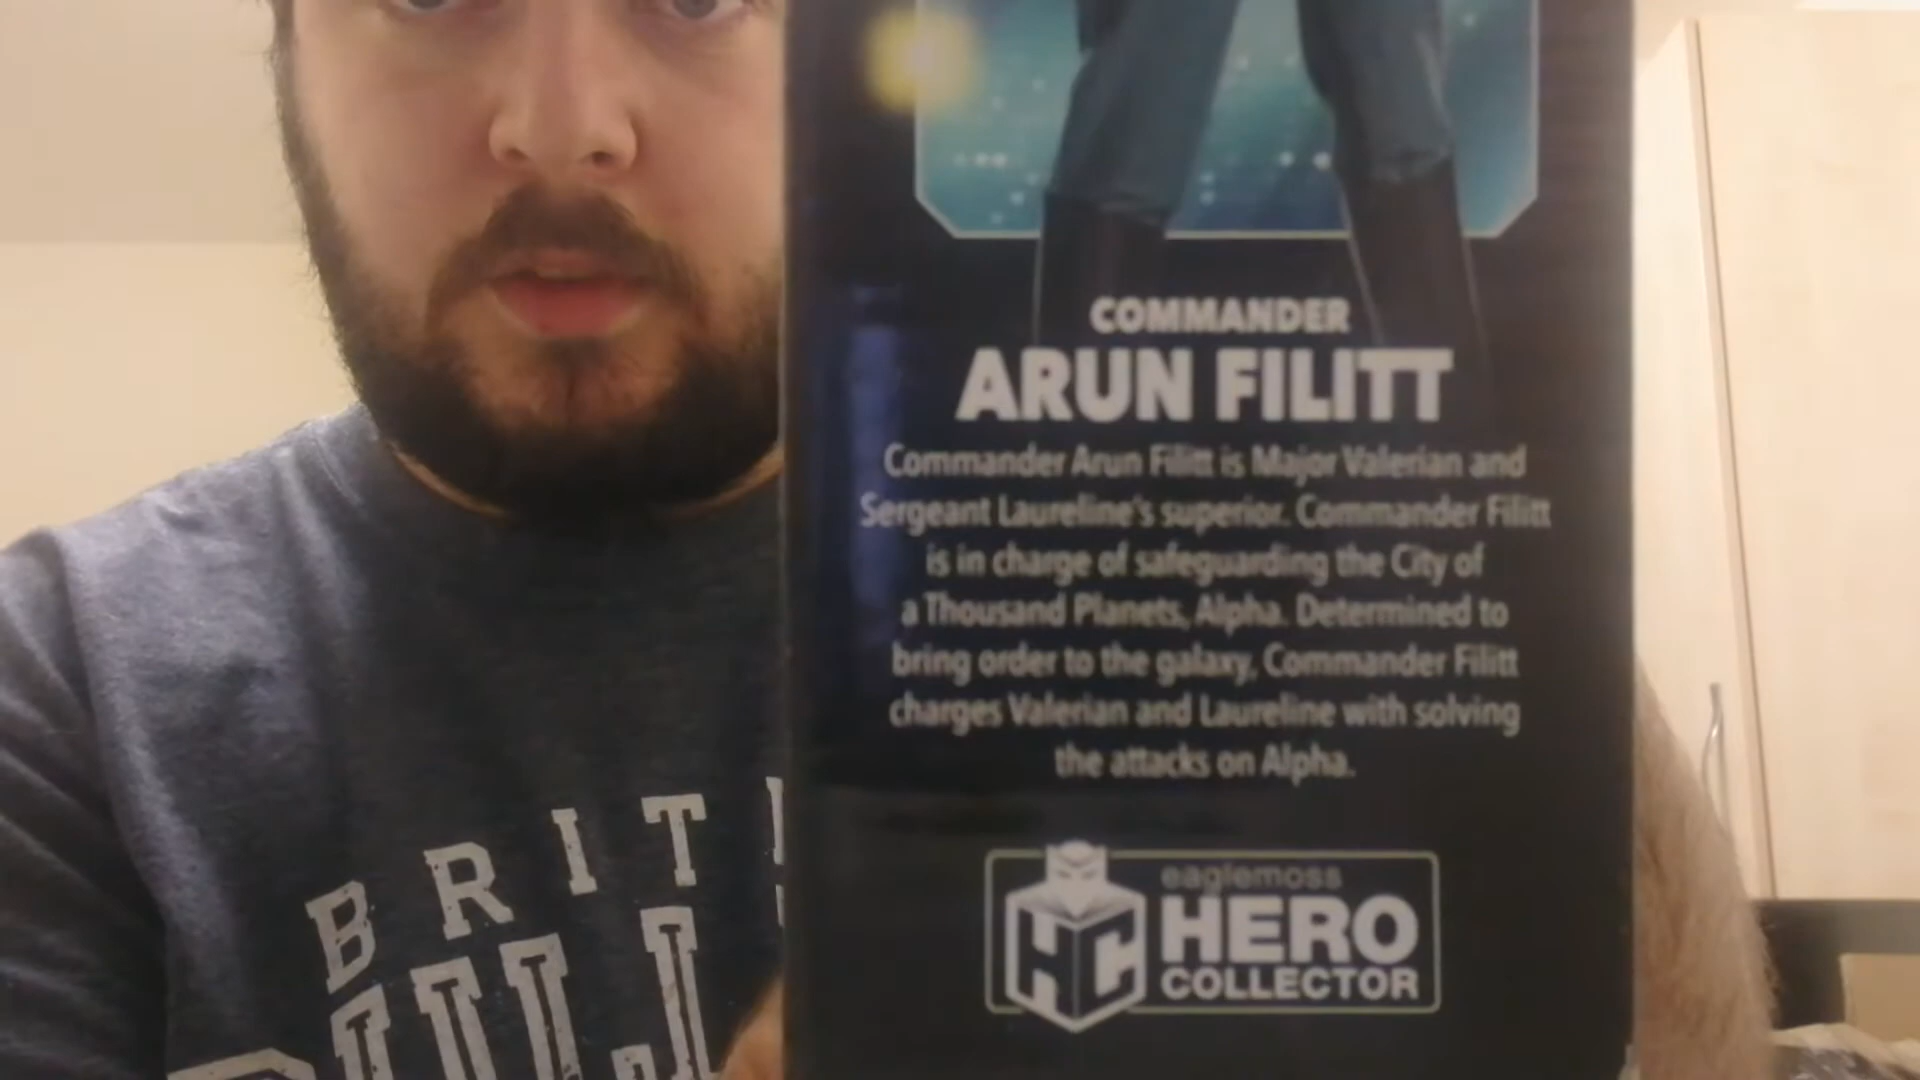 COMMANDER
ARUN FILITT
Commander Arun Filitt is Major Valerian and
Sergeant Laureline's superior. Commander Filitt
is in charge of safeguarding the City of
a Thousand Planets, Alpha. Determined to
bring order to the galaxy, Commander Filitt
charges Valerian and Laureline with solving
the attacks on Alpha.
eaglemoss
HC HERO
COLLECTOR
BRIT